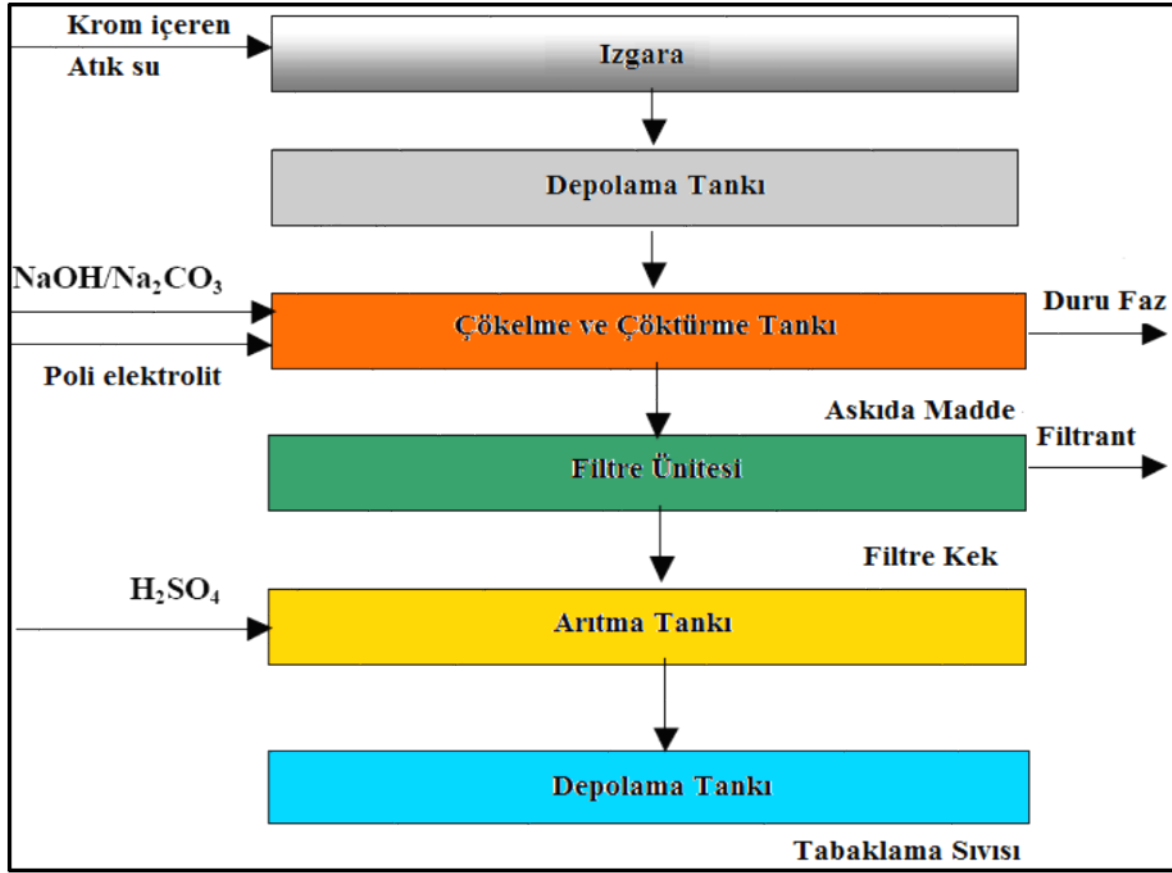 Krom içeren
Atık su
Izgara
Depolama Tankı
NaOH/Na₂CO₃
Çökelme ve Çöktürme Tankı
Duru Faz
Poli elektrolit
Askıda Madde
Filtre Ünitesi
Filtrant
Filtre Kek
H₂SO₄
Arıtma Tankı
Depolama Tankı
Tabaklama Sıvısı